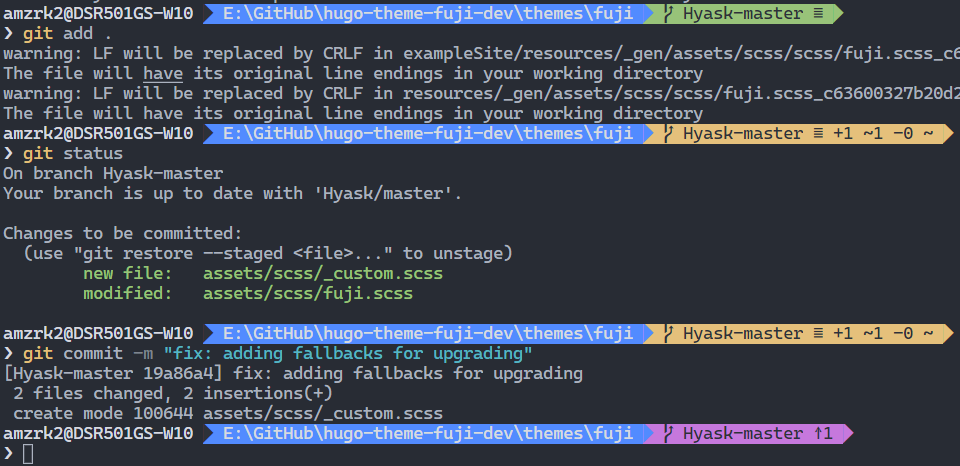 amzrk2@DSR501GS-W10 E:\GitHub\hugo-theme-fuji-dev\themes\fuji Hyask-master ≡
❯ git add .
warning: LF will be replaced by CRLF in exampleSite/resources/_gen/assets/scss/scss/fuji.scss_c6
The file will have its original line endings in your working directory
warning: LF will be replaced by CRLF in resources/_gen/assets/scss/scss/fuji.scss_c63600327b20d2
The file will have its original line endings in your working directory
amzrk2@DSR501GS-W10 E:\GitHub\hugo-theme-fuji-dev\themes\fuji Hyask-master ≡ +1 ~1 -0 ~
❯ git status
On branch Hyask-master
Your branch is up to date with 'Hyask/master'.
Changes to be committed:
(use "git restore --staged <file>..." to unstage)
new file: assets/scss/_custom.scss
modified: assets/scss/fuji.scss
amzrk2@DSR501GS-W10 E:\GitHub\hugo-theme-fuji-dev\themes\fuji Hyask-master ≡ +1 ~1 -0 ~
❯ git commit -m "fix: adding fallbacks for upgrading"
[Hyask-master 19a86a4] fix: adding fallbacks for upgrading
2 files changed, 2 insertions(+)
create mode 100644 assets/scss/_custom.scss
amzrk2@DSR501GS-W10 E:\GitHub\hugo-theme-fuji-dev\themes\fuji Hyask-master ↑1
❯